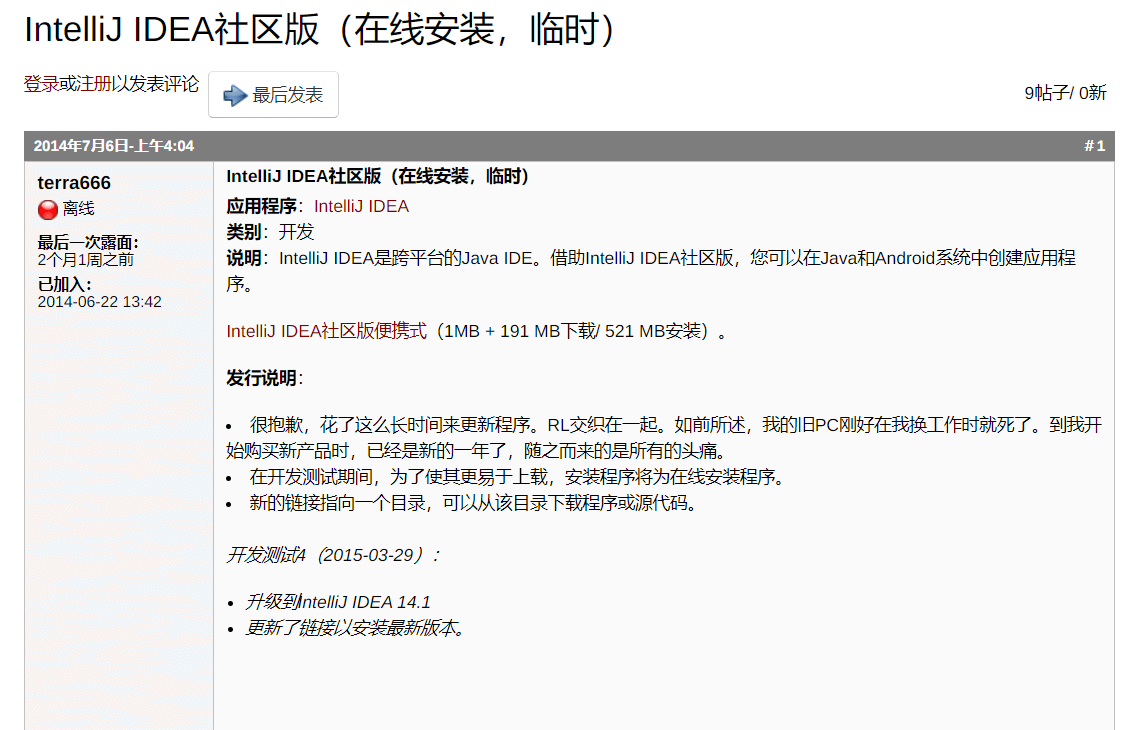 IntelliJ IDEA社区版（在线安装，临时）
登录或注册以发表评论
最后发表
9帖子/ 0新
2014年7月6日-上午4:04
#1
terra666
离线
最后一次露面：
2个月1周之前
已加入：
2014-06-22 13:42
IntelliJ IDEA社区版（在线安装，临时）
应用程序：IntelliJ IDEA
类别：开发
说明：IntelliJ IDEA是跨平台的Java IDE。借助IntelliJ IDEA社区版，您可以在Java和Android系统中创建应用程
序。
IntelliJ IDEA社区版便携式（1MB + 191 MB下载/ 521 MB安装）。
发行说明：
• 很抱歉，花了这么长时间来更新程序。RL交织在一起。如前所述，我的旧PC刚好在我换工作时就死了。到我开
始购买新产品时，已经是新的一年了，随之而来的是所有的头痛。
• 在开发测试期间，为了使其更易于上载，安装程序将为在线安装程序。
• 新的链接指向一个目录，可以从该目录下载程序或源代码。
开发测试4（2015-03-29）：
• 升级到IntelliJ IDEA 14.1
• 更新了链接以安装最新版本。